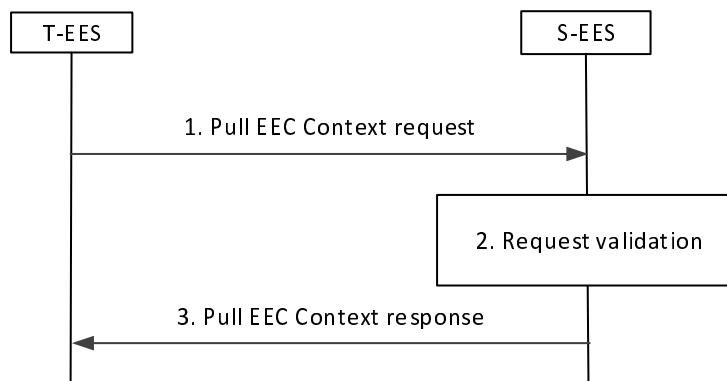 T-EES
S-EES
1. Pull EEC Context request
2. Request validation
3. Pull EEC Context response